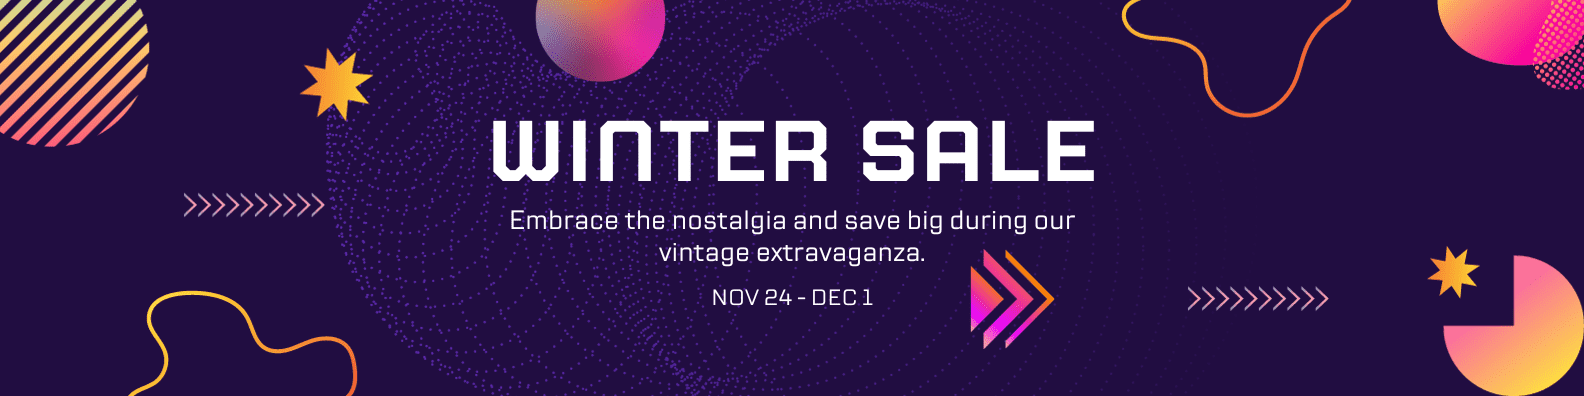 WINTER SALE
Embrace the nostalgia and save big during our
vintage extravaganza.
NOV 24 - DEC 1